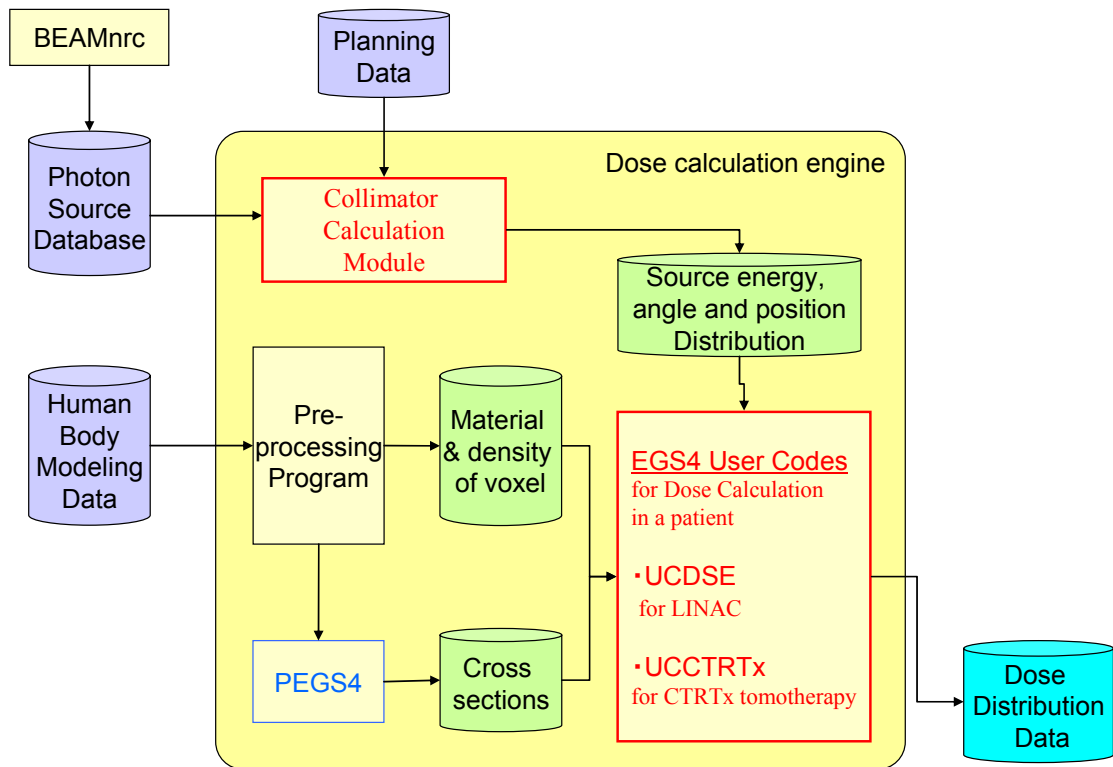 BEAMnrc
Planning
Data
Photon
Source
Database
Dose calculation engine
Collimator
Calculation
Module
Source energy,
angle and position
Distribution
Human
Body
Modeling
Data
Pre-
processing
Program
Material
& density
of voxel
EGS4 User Codes
for Dose Calculation
in a patient
・UCDSE
for LINAC
・UCCTRTx
for CTRTx tomotherapy
PEGS4
Cross
sections
Dose
Distribution
Data